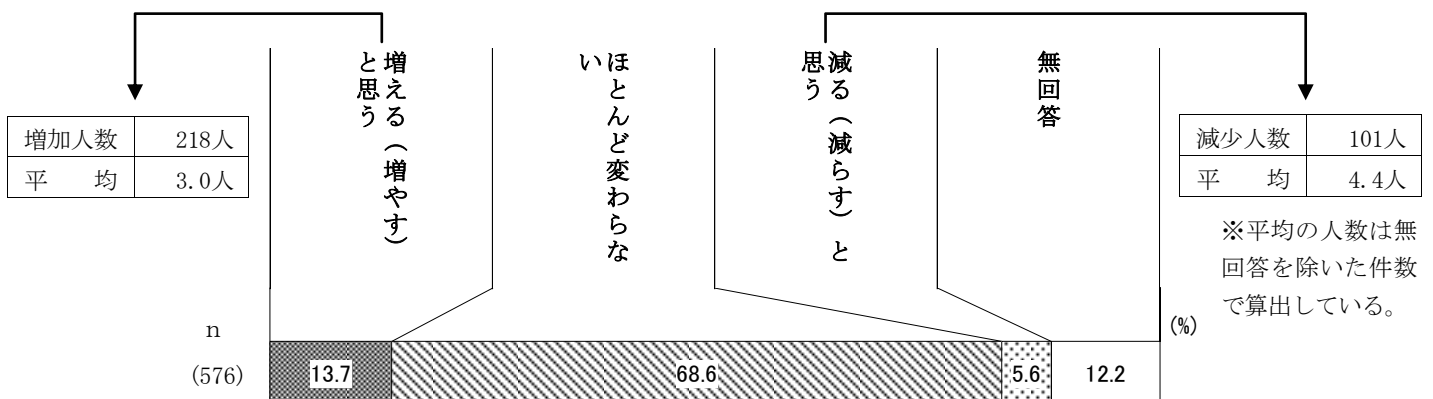 増える（増やす）
と思う
ほとんど変わらな
い
減る（減らす）と
思う
無回答
増加人数 218人
平　均 3.0人
減少人数 101人
平　均 4.4人
※平均の人数は無
回答を除いた件数
で算出している。
n
(%)
(576) 13.7 68.6 5.6 12.2